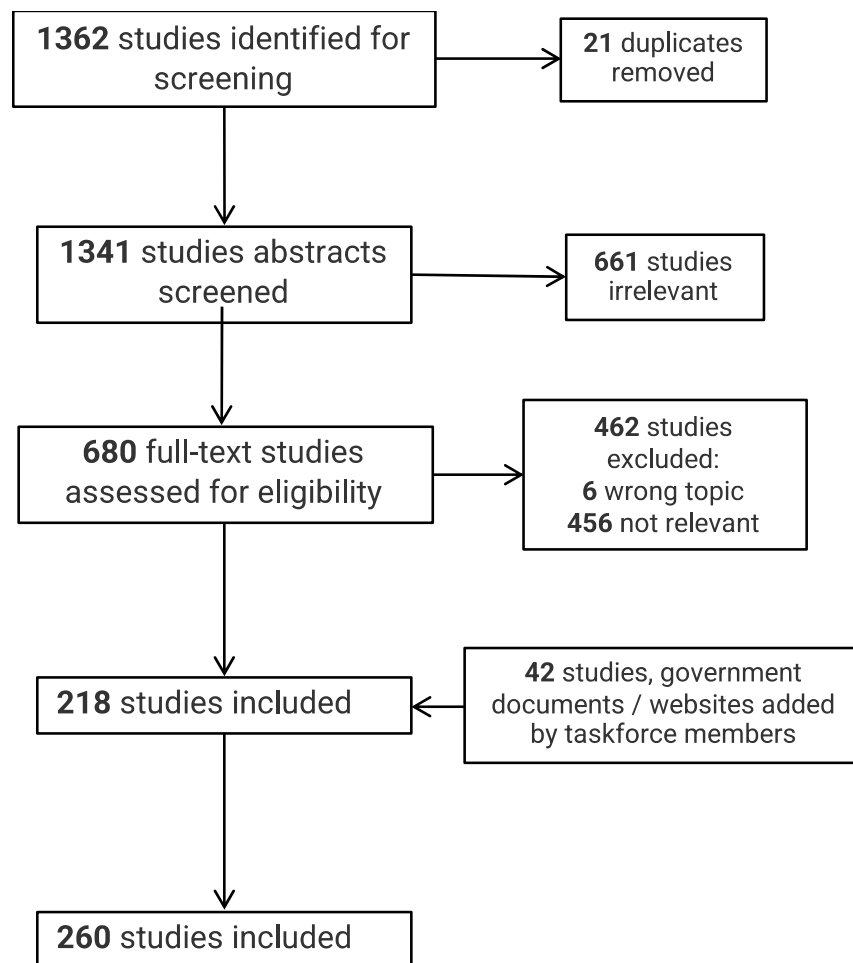 1362 studies identified for
screening
21 duplicates
removed
1341 studies abstracts
screened
661 studies
irrelevant
680 full-text studies
assessed for eligibility
462 studies
excluded:
6 wrong topic
456 not relevant
218 studies included
42 studies, government
documents / websites added
by taskforce members
260 studies included